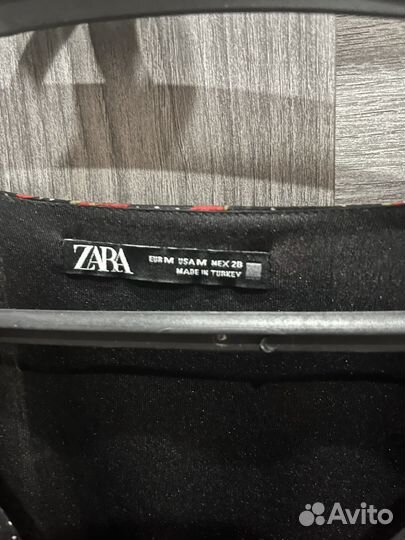 ZARA
EUR M USA M MEX 28
MADE IN TURKEY
Avito